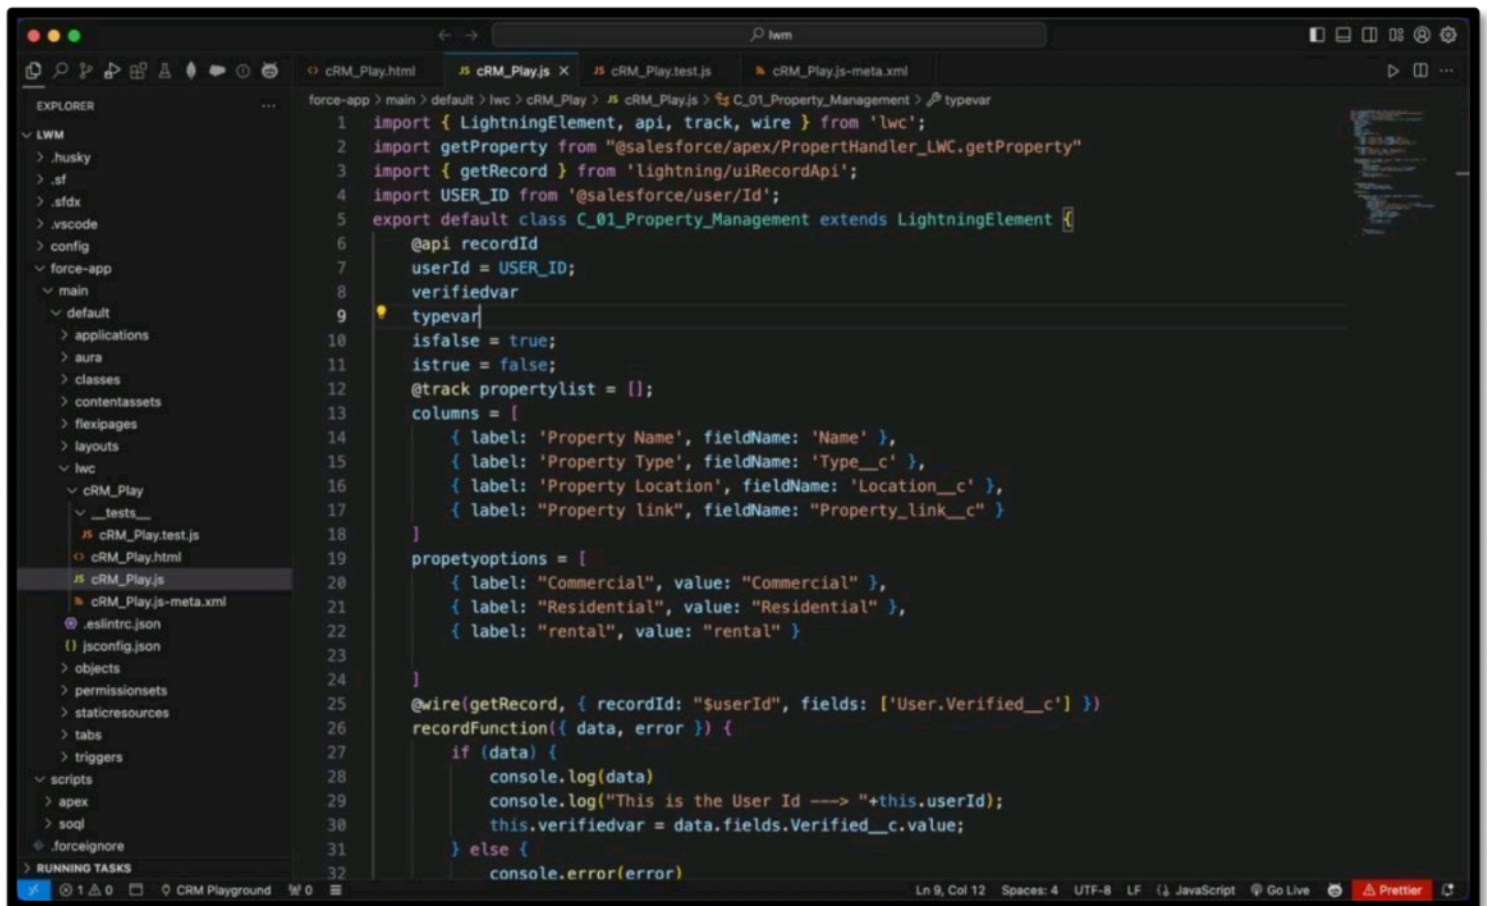 lwm
cRM_Play.html
JS cRM_Play.js
JS cRM_Play.test.js
cRM_Play.js-meta.xml
EXPLORER
force-app > main > default > lwc > cRM_Play > JS cRM_Play.js > C_01_Property_Management > typevar
LWM
.husky
.sf
.sfdx
.vscode
config
force-app
main
default
applications
aura
classes
contentassets
flexipages
layouts
lwc
cRM_Play
__tests__
JS cRM_Play.test.js
cRM_Play.html
JS cRM_Play.js
cRM_Play.js-meta.xml
.eslintrc.json
{} jsconfig.json
objects
permissionsets
staticresources
tabs
triggers
scripts
apex
soql
.forceignore
RUNNING TASKS
1 import { LightningElement, api, track, wire } from 'lwc';
2 import getProperty from "@salesforce/apex/PropertHandler_LWC.getProperty"
3 import { getRecord } from 'lightning/uiRecordApi';
4 import USER_ID from '@salesforce/user/Id';
5 export default class C_01_Property_Management extends LightningElement {
6 @api recordId
7 userId = USER_ID;
8 verifiedvar
9 typevar
10 isfalse = true;
11 istrue = false;
12 @track propertylist = [];
13 columns = [
14 { label: 'Property Name', fieldName: 'Name' },
15 { label: 'Property Type', fieldName: 'Type__c' },
16 { label: 'Property Location', fieldName: 'Location__c' },
17 { label: "Property link", fieldName: "Property_link__c" }
18 ]
19 propetyoptions = [
20 { label: "Commercial", value: "Commercial" },
21 { label: "Residential", value: "Residential" },
22 { label: "rental", value: "rental" }
23
24 ]
25 @wire(getRecord, { recordId: "$userId", fields: ['User.Verified__c'] })
26 recordFunction({ data, error }) {
27 if (data) {
28 console.log(data)
29 console.log("This is the User Id ---> "+this.userId);
30 this.verifiedvar = data.fields.Verified__c.value;
31 } else {
32 console.error(error)
1 0 CRM Playground 0
Ln 9, Col 12 Spaces: 4 UTF-8 LF JavaScript Go Live Prettier